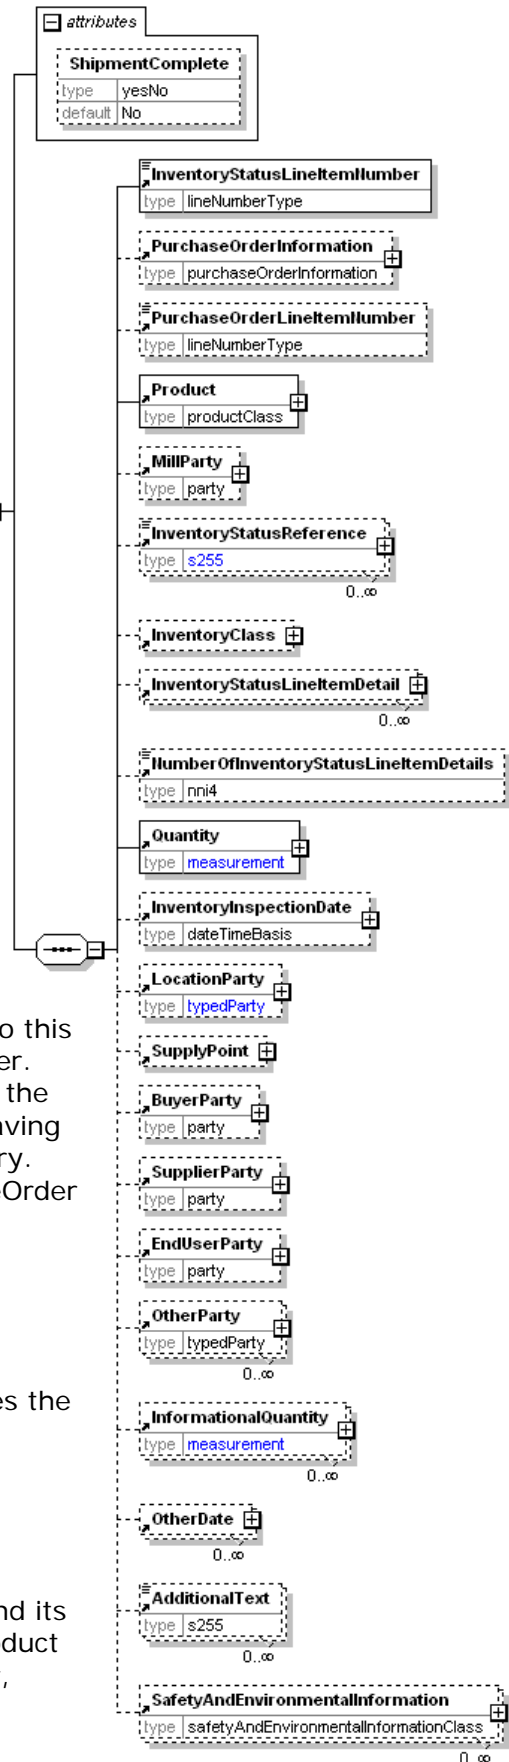 attributes
ShipmentComplete
type yesNo
default No
InventoryStatusLineItemNumber
type lineNumberType
PurchaseOrderInformation
type purchaseOrderInformation
PurchaseOrderLineItemNumber
type lineNumberType
Product
type productClass
MillParty
type party
InventoryStatusReference
type s255
0..∞
InventoryClass
InventoryStatusLineItemDetail
0..∞
NumberOfInventoryStatusLineItemDetails
type nni4
Quantity
type measurement
InventoryInspectionDate
type dateTimeBasis
LocationParty
type typedParty
o this
er.
SupplyPoint
the
aving
ry.
BuyerParty
type party
SupplierParty
type party
eOrder
EndUserParty
type party
OtherParty
type typedParty
0..∞
es the
InformationalQuantity
type measurement
0..∞
OtherDate
0..∞
nd its
oduct
,
AdditionalText
type s255
0..∞
SafetyAndEnvironmentalInformation
type safetyAndEnvironmentalInformationClass
0..∞